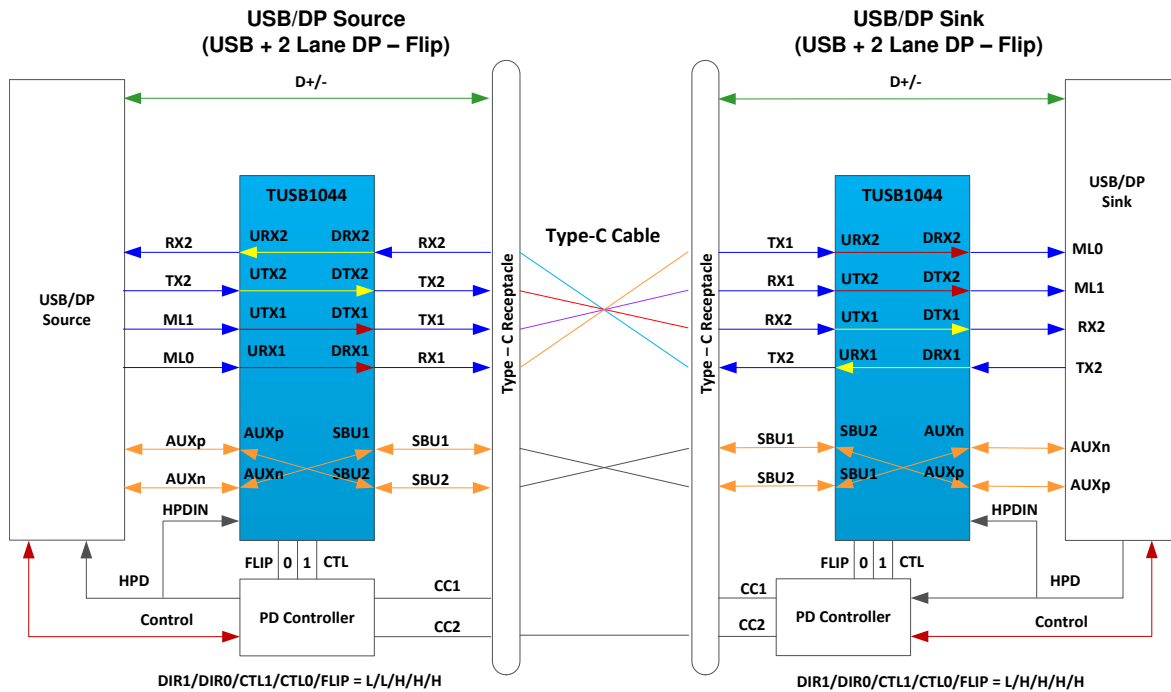 USB/DP Source
(USB + 2 Lane DP – Flip)
USB/DP Sink
(USB + 2 Lane DP – Flip)
D+/-
D+/-
TUSB1044
TUSB1044
USB/DP
Sink
Type-C Cable
RX2
URX2
DRX2
RX2
TX1
URX2
DRX2
ML0
TX2
UTX2
DTX2
TX2
RX1
UTX2
DTX2
ML1
USB/DP
Source
ML1
UTX1
DTX1
TX1
RX2
UTX1
DTX1
RX2
ML0
URX1
DRX1
RX1
TX2
URX1
DRX1
TX2
Type – C Receptacle
Type – C Receptacle
AUXp
AUXp
SBU1
SBU1
SBU1
SBU2
AUXn
AUXn
AUXn
AUXn
SBU2
SBU2
SBU2
SBU1
AUXp
AUXp
HPDIN
HPDIN
FLIP
0
1
CTL
FLIP
0
1
CTL
HPD
HPD
CC1
CC1
Control
PD Controller
PD Controller
Control
CC2
CC2
DIR1/DIR0/CTL1/CTL0/FLIP = L/L/H/H/H
DIR1/DIR0/CTL1/CTL0/FLIP = L/H/H/H/H